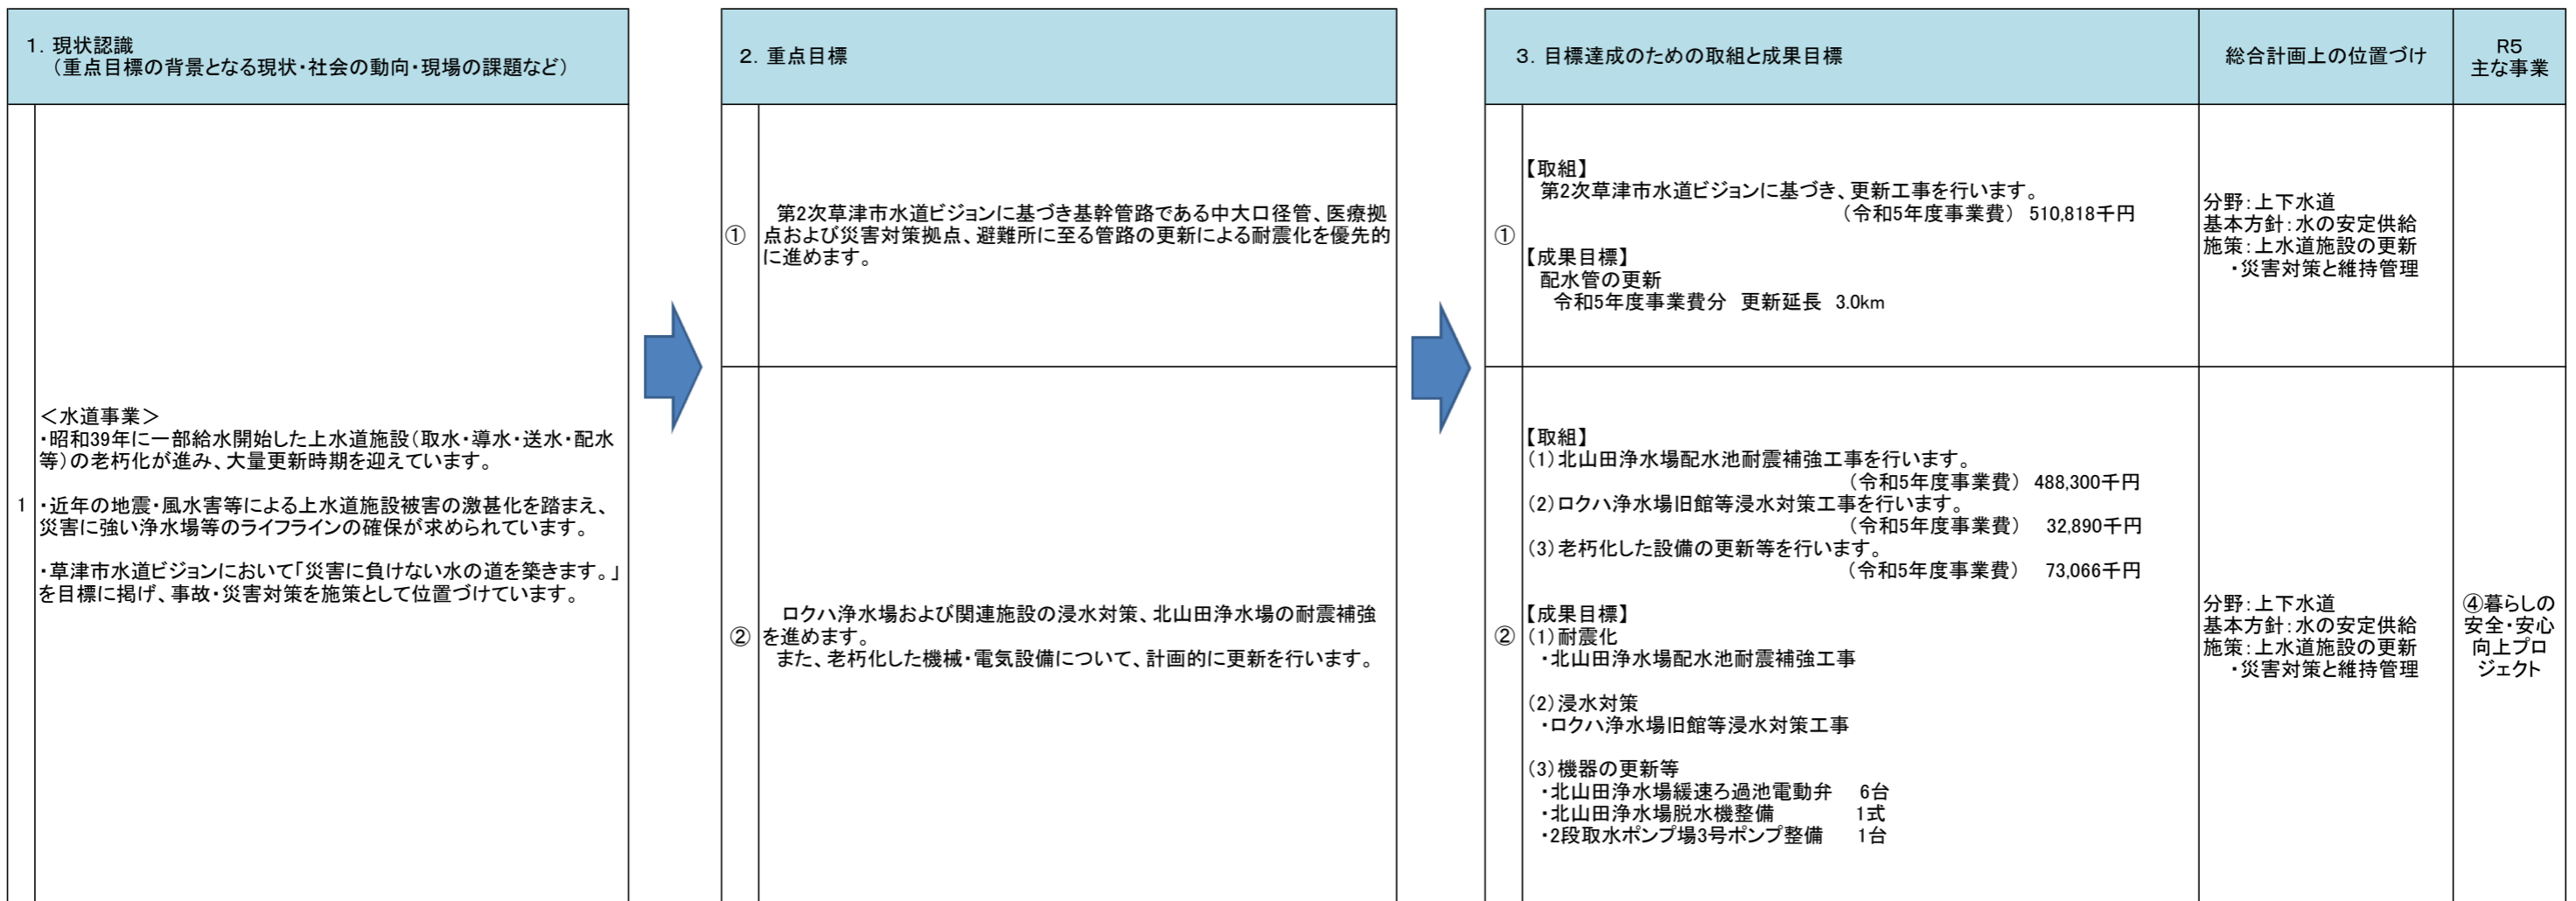 1．現状認識
（重点目標の背景となる現状・社会の動向・現場の課題など）
1
＜水道事業＞
・昭和39年に一部給水開始した上水道施設（取水・導水・送水・配水
等）の老朽化が進み、大量更新時期を迎えています。
・近年の地震・風水害等による上水道施設被害の激甚化を踏まえ、
災害に強い浄水場等のライフラインの確保が求められています。
・草津市水道ビジョンにおいて「災害に負けない水の道を築きます。」
を目標に掲げ、事故・災害対策を施策として位置づけています。
2．重点目標
①
第2次草津市水道ビジョンに基づき基幹管路である中大口径管、医療拠
点および災害対策拠点、避難所に至る管路の更新による耐震化を優先的
に進めます。
②
ロクハ浄水場および関連施設の浸水対策、北山田浄水場の耐震補強
を進めます。
また、老朽化した機械・電気設備について、計画的に更新を行います。
3．目標達成のための取組と成果目標
総合計画上の位置づけ
R5
主な事業
①
【取組】
第2次草津市水道ビジョンに基づき、更新工事を行います。
（令和5年度事業費） 510,818千円
【成果目標】
配水管の更新
令和5年度事業費分　更新延長　3.0km
分野：上下水道
基本方針：水の安定供給
施策：上水道施設の更新
・災害対策と維持管理
②
【取組】
（1）北山田浄水場配水池耐震補強工事を行います。
（令和5年度事業費） 488,300千円
（2）ロクハ浄水場旧館等浸水対策工事を行います。
（令和5年度事業費）　32,890千円
（3）老朽化した設備の更新等を行います。
（令和5年度事業費）　73,066千円
【成果目標】
（1）耐震化
・北山田浄水場配水池耐震補強工事
（2）浸水対策
・ロクハ浄水場旧館等浸水対策工事
（3）機器の更新等
・北山田浄水場緩速ろ過池電動弁　6台
・北山田浄水場脱水機整備　1式
・2段取水ポンプ場3号ポンプ整備　1台
分野：上下水道
基本方針：水の安定供給
施策：上水道施設の更新
・災害対策と維持管理
④暮らしの
安全・安心
向上プロ
ジェクト